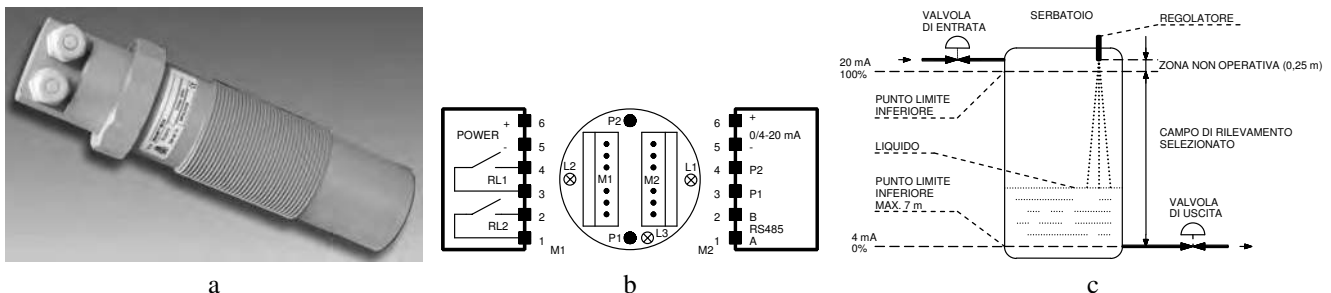 POWER
+
-
RL1
RL2
6
5
4
3
2
1
M1
P2
L2
M1
M2
L1
P1
L3
6
5
4
3
2
1
M2
+
0/4-20 mA
-
P2
P1
B
RS485
A
VALVOLA
DI ENTRATA
SERBATOIO
REGOLATORE
20 mA
100%
ZONA NON OPERATIVA (0,25 m)
PUNTO LIMITE
INFERIORE
CAMPO DI RILEVAMENTO
SELEZIONATO
LIQUIDO
PUNTO LIMITE
INFERIORE
MAX. 7 m
VALVOLA
DI USCITA
4 mA
0%
a
b
c